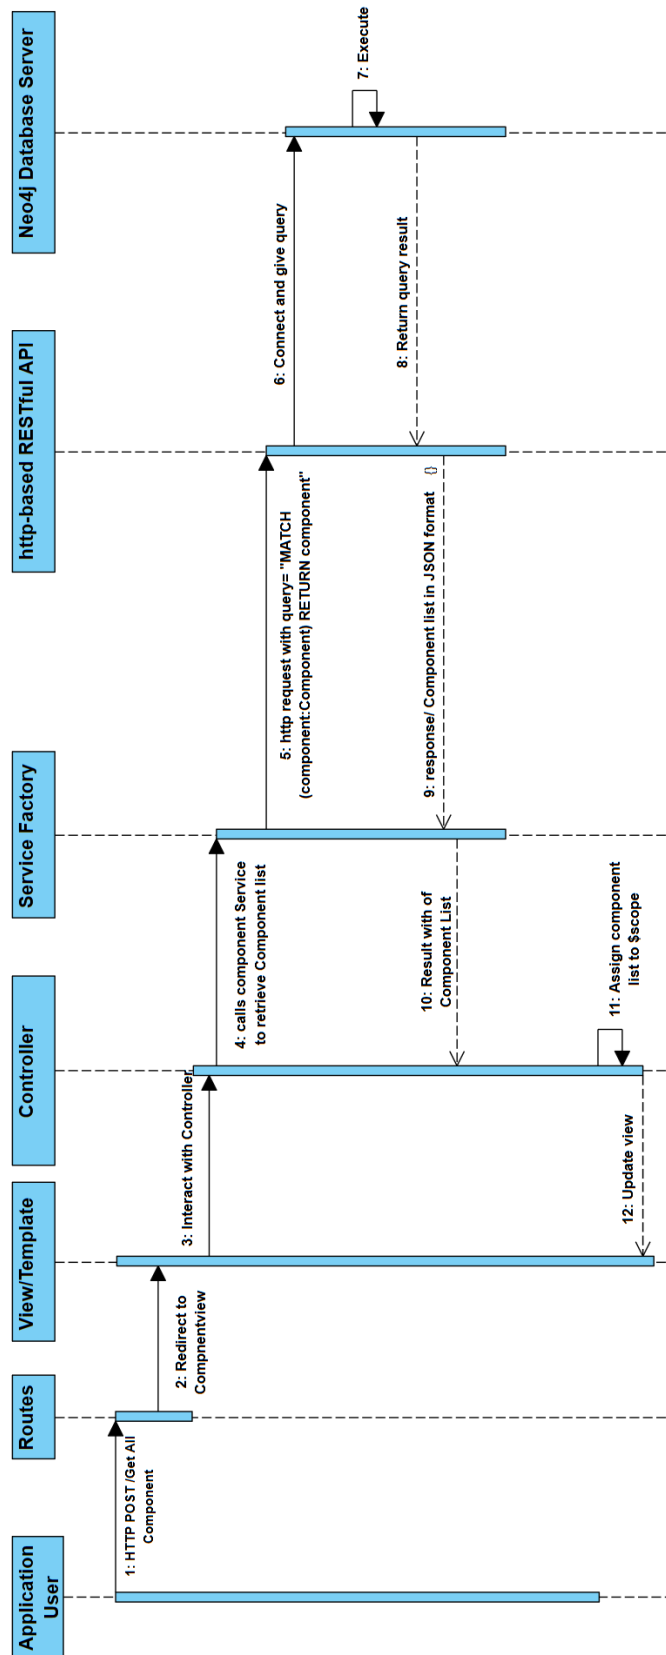 Application
User
Routes
View/Template
Controller
Service Factory
http-based RESTful API
Neo4j Database Server
1: HTTP POST /Get All
Component
2: Redirect to
Compnentview
3: Interact with Controller
4: calls component Service
to retrieve Component list
5: http request with query= "MATCH
(component:Component) RETURN component"
6: Connect and give query
7: Execute
8: Return query result
9: response/ Component list in JSON format {}
10: Result with of
Component List
11: Assign component
list to $scope
12: Update view